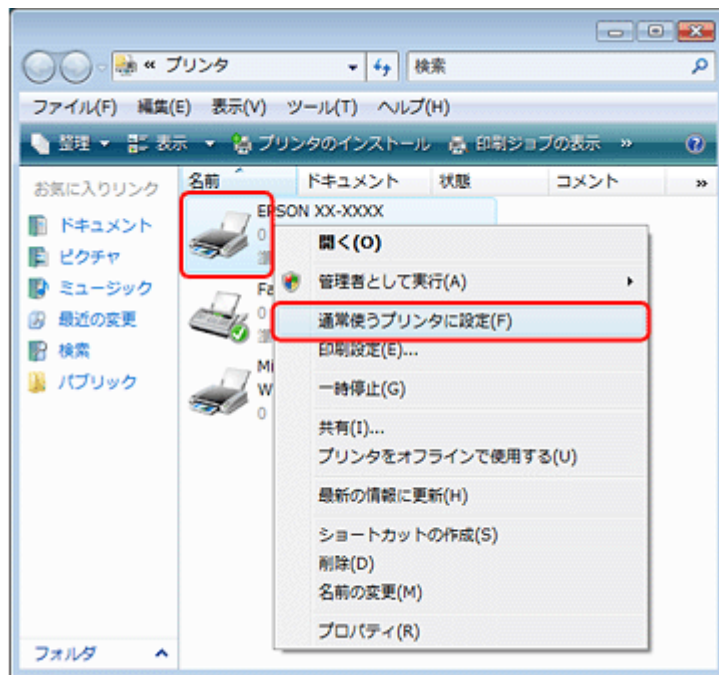 « プリンタ
検索
ファイル(F) 編集(E) 表示(V) ツール(T) ヘルプ(H)
整理 表示 プリンタのインストール 印刷ジョブの表示 »
お気に入りリンク
ドキュメント
ピクチャ
ミュージック
最近の変更
検索
パブリック
フォルダ
名前 ドキュメント 状態 コメント »
EPSON XX-XXXX
0
準
Fa
0
準
Mi
W
0
開く(O)
管理者として実行(A)
通常使うプリンタに設定(F)
印刷設定(E)...
一時停止(G)
共有(I)...
プリンタをオフラインで使用する(U)
最新の情報に更新(H)
ショートカットの作成(S)
削除(D)
名前の変更(M)
プロパティ(R)